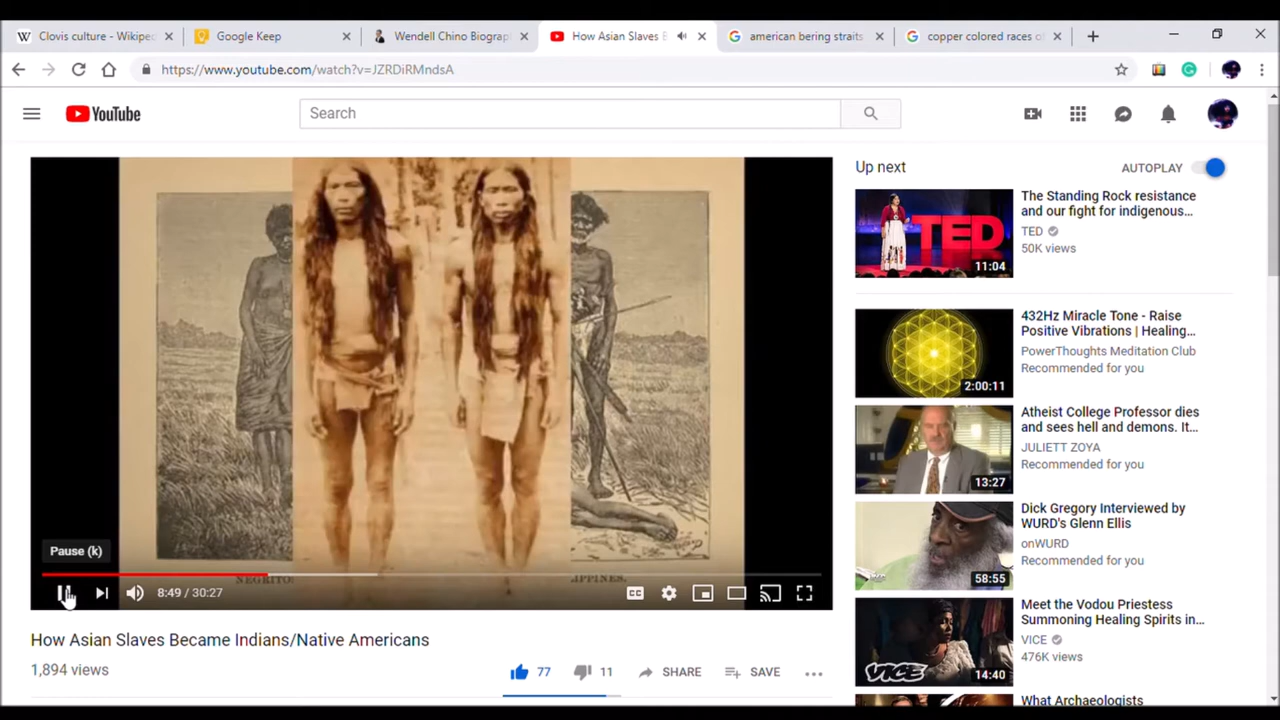 Clovis culture - Wikipe
Google Keep
Wendell Chino Biograp
How Asian Slaves B
american bering straits
copper colored races o
https://www.youtube.com/watch?v=JZRDiRMndsA
YouTube
Search
Up next
AUTOPLAY
The Standing Rock resistance
and our fight for indigenous...
TED
50K views
TED
11:04
432Hz Miracle Tone - Raise
Positive Vibrations | Healing...
PowerThoughts Meditation Club
Recommended for you
2:00:11
Atheist College Professor dies
and sees hell and demons. It...
JULIETT ZOYA
Recommended for you
13:27
Dick Gregory Interviewed by
WURD's Glenn Ellis
onWURD
Recommended for you
58:55
Meet the Vodou Priestess
Summoning Healing Spirits in...
VICE
476K views
VICE
14:40
What Archaeologists
Pause (k)
NEGRITO
IPPINES.
8:49 / 30:27
CC
How Asian Slaves Became Indians/Native Americans
1,894 views
77
11
SHARE
SAVE